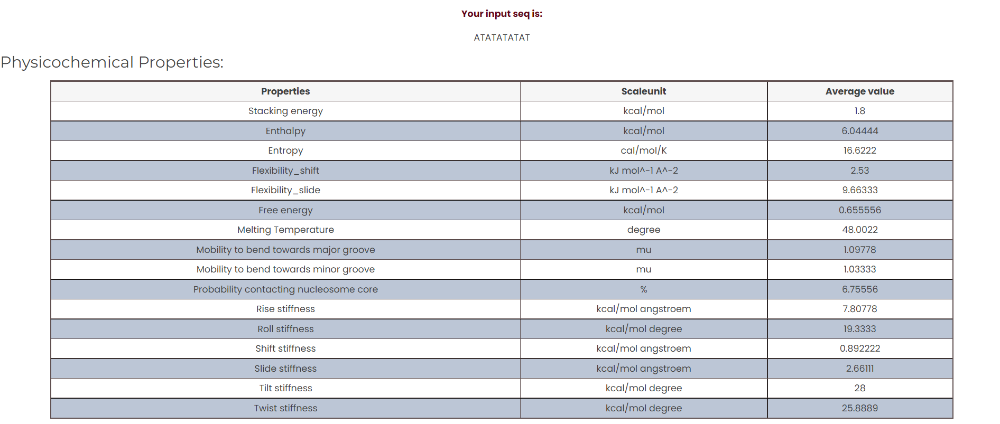 Your input seq is:
ATATATATAT
Physicochemical Properties:
Properties Scaleunit Average value
Stacking energy kcal/mol 1.8
Enthalpy kcal/mol 6.04444
Entropy cal/mol/K 16.6222
Flexibility_shift kJ mol^-1 A^-2 2.53
Flexibility_slide kJ mol^-1 A^-2 9.66333
Free energy kcal/mol 0.655556
Melting Temperature degree 48.0022
Mobility to bend towards major groove mu 1.09778
Mobility to bend towards minor groove mu 1.03333
Probability contacting nucleosome core % 6.75556
Rise stiffness kcal/mol angstroem 7.80778
Roll stiffness kcal/mol degree 19.3333
Shift stiffness kcal/mol angstroem 0.892222
Slide stiffness kcal/mol angstroem 2.66111
Tilt stiffness kcal/mol degree 28
Twist stiffness kcal/mol degree 25.8889